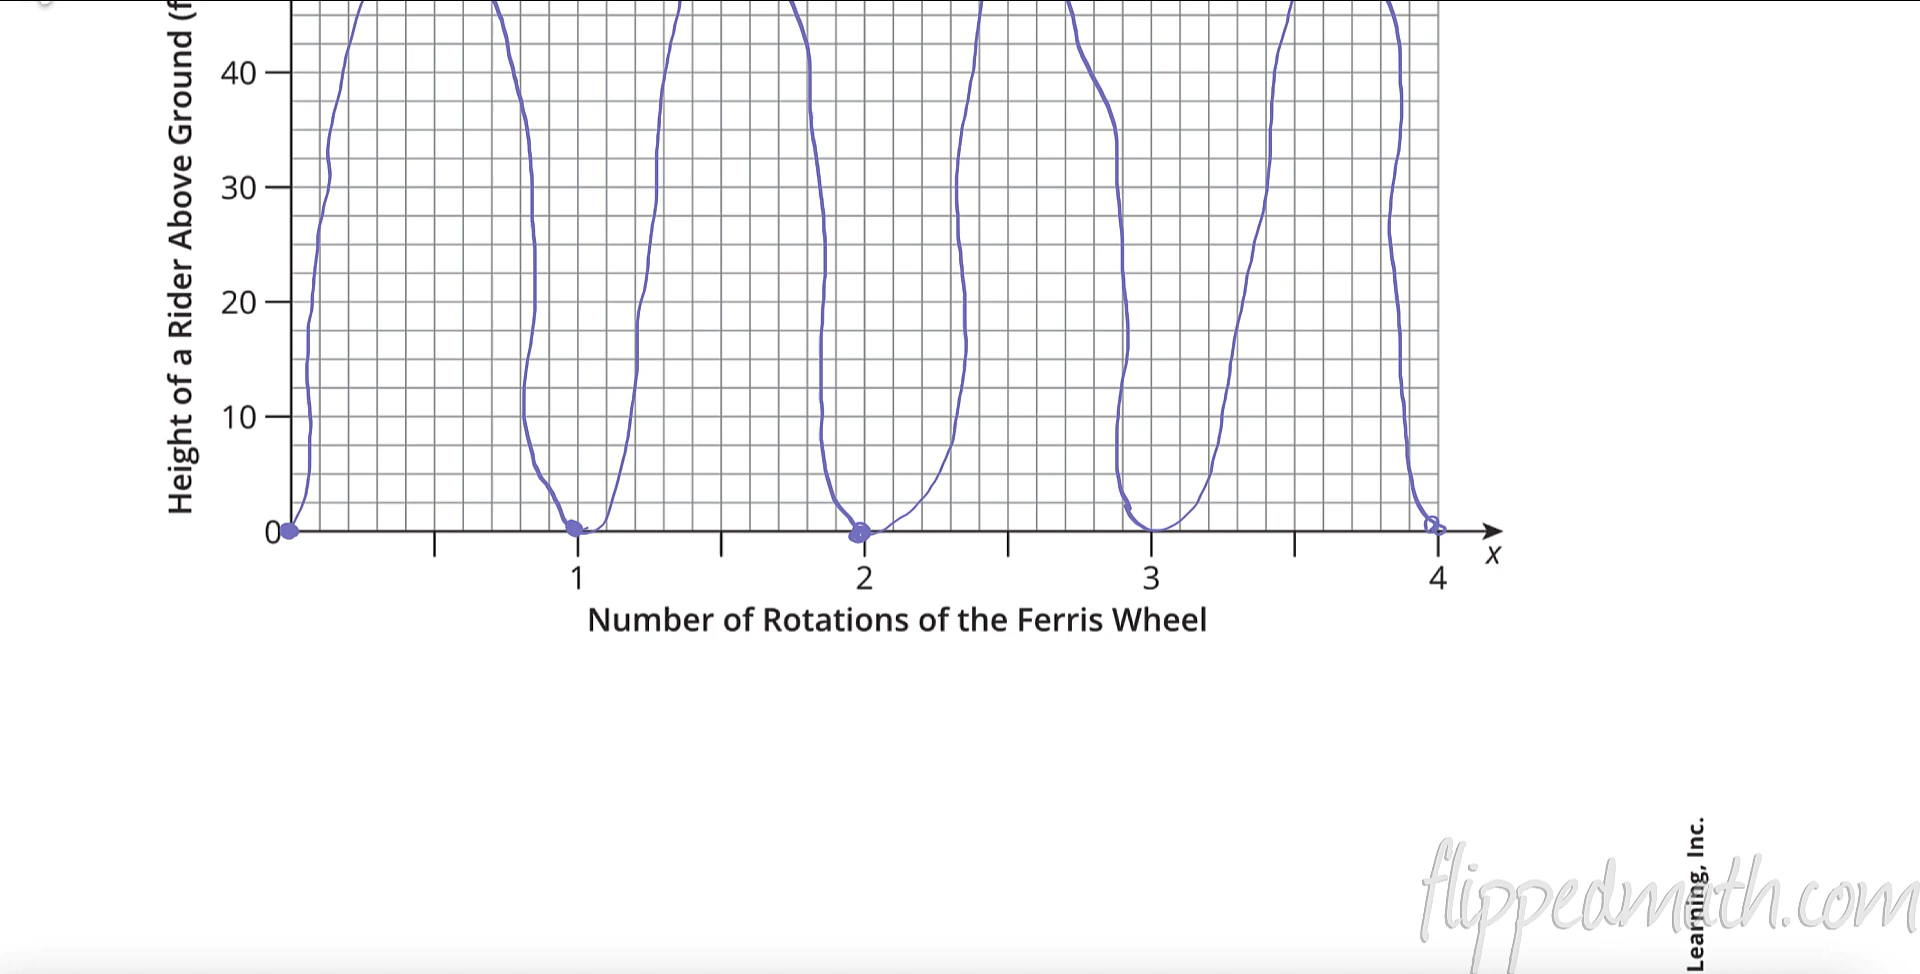 Height of a Rider Above Ground (f
40
30
20
10
0
1
2
3
4
x
Number of Rotations of the Ferris Wheel
Learning, Inc.
flippedmath.com